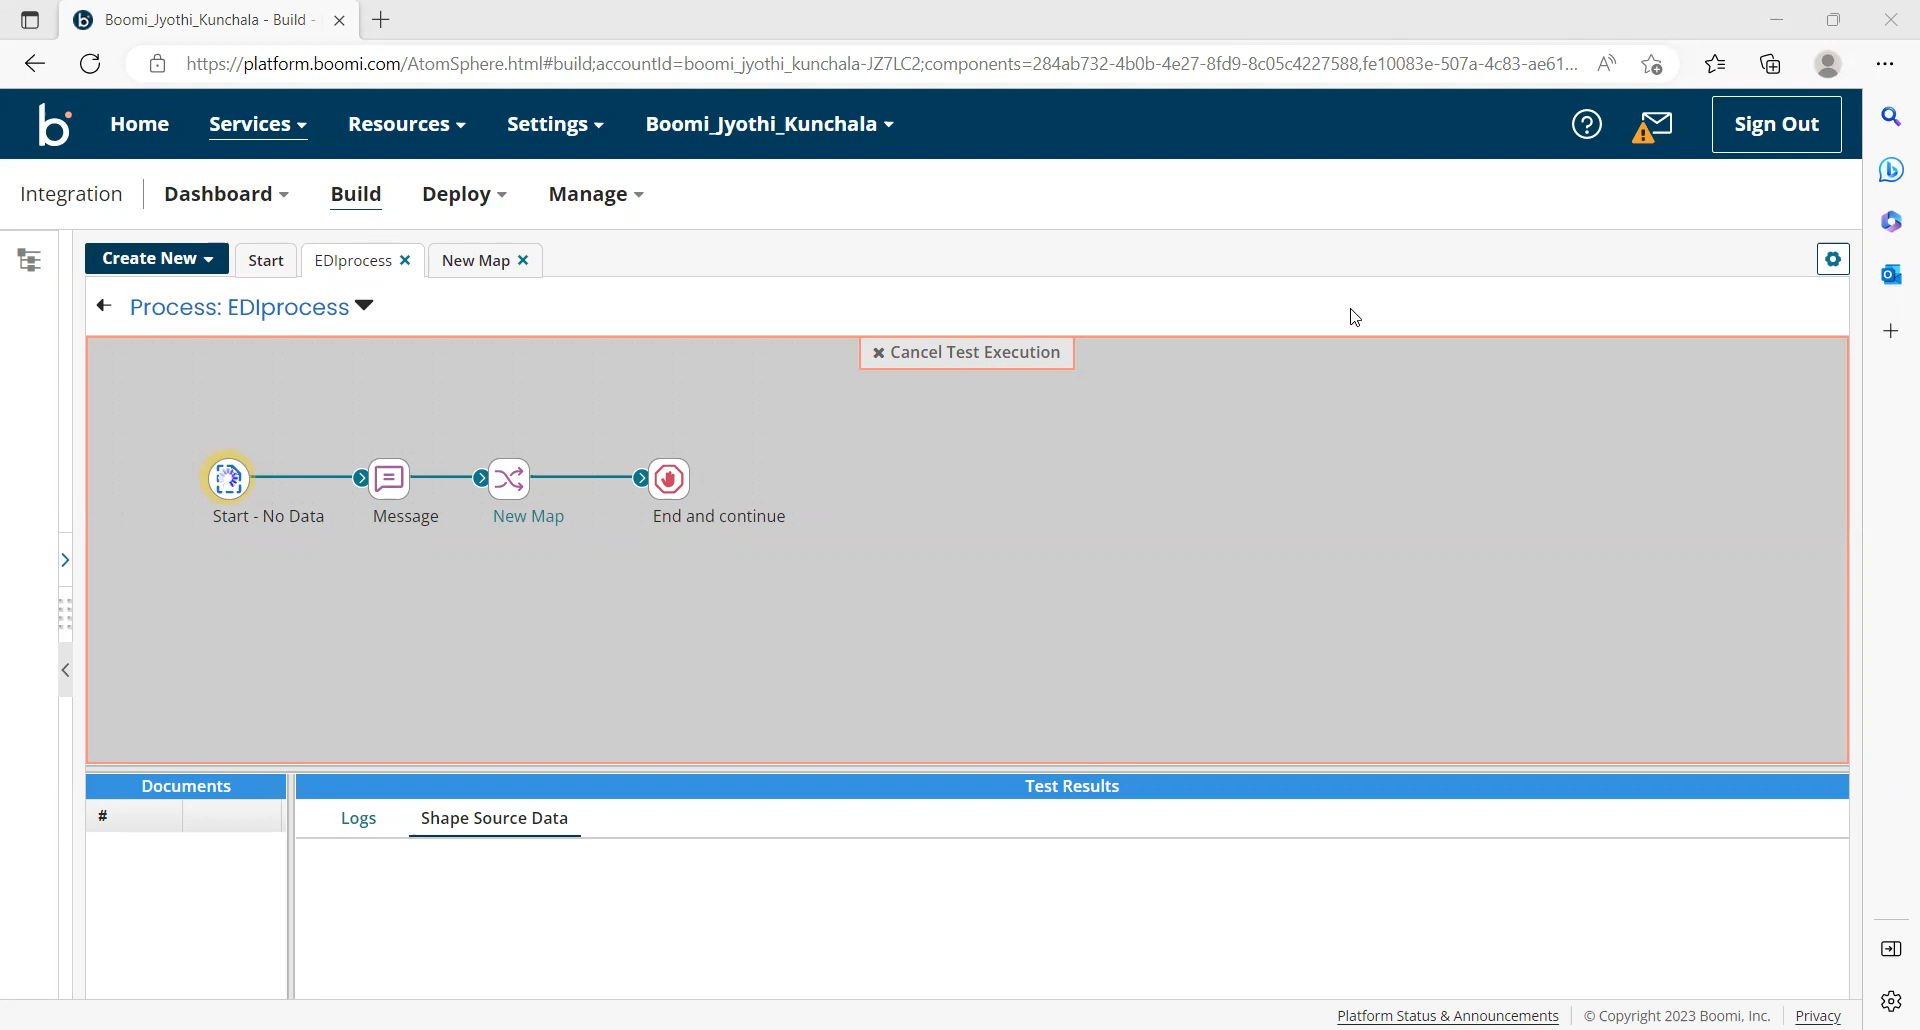 Boomi_Jyothi_Kunchala - Build -
https://platform.boomi.com/AtomSphere.html#build;accountId=boomi_jyothi_kunchala-JZ7LC2;components=284ab732-4b0b-4e27-8fd9-8c05c4227588,fe10083e-507a-4c83-ae61...
Home Services Resources Settings Boomi_Jyothi_Kunchala Sign Out
Integration Dashboard Build Deploy Manage
Create New Start EDIprocess New Map
Process: EDIprocess
Cancel Test Execution
Start - No Data Message New Map End and continue
Documents Test Results
# Logs Shape Source Data
Platform Status & Announcements © Copyright 2023 Boomi, Inc. Privacy